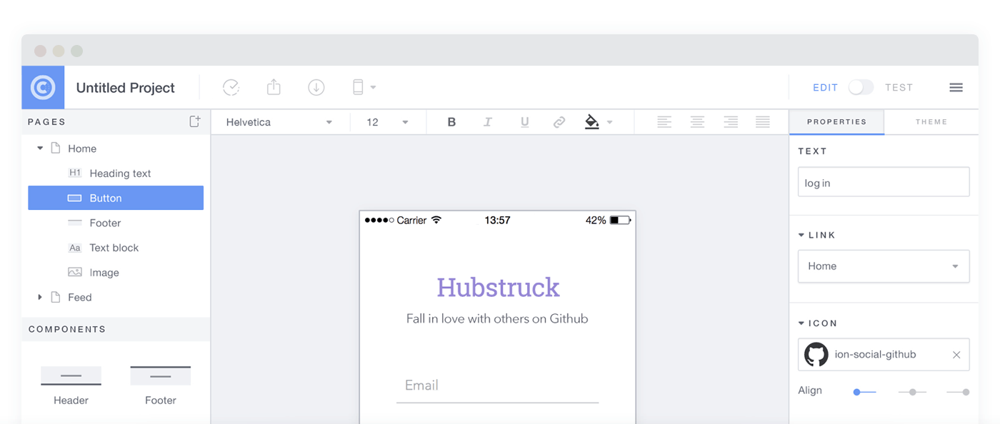 Untitled Project
EDIT TEST
PAGES
Helvetica 12 B I U
PROPERTIES THEME
Home
H1 Heading text
Button
Footer
Aa Text block
Image
Feed
COMPONENTS
Header Footer
Carrier 13:57 42%
Hubstruck
Fall in love with others on Github
Email
TEXT
log in
LINK
Home
ICON
ion-social-github
Align